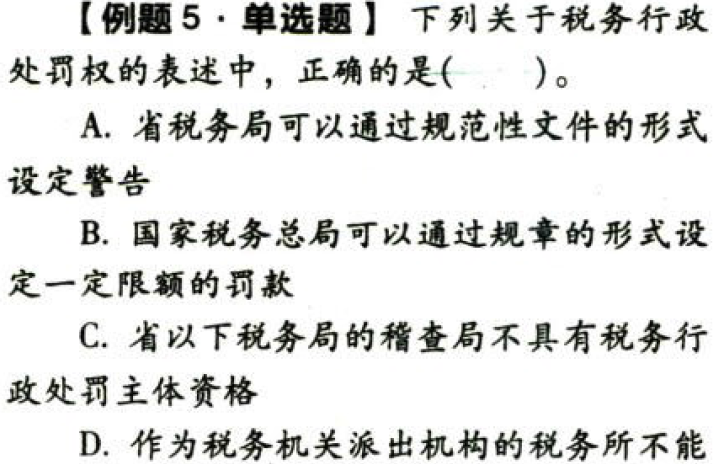 【例题5·单选题】 下列关于税务行政
处罚权的表述中，正确的是(  )。
A. 省税务局可以通过规范性文件的形式
设定警告
B. 国家税务总局可以通过规章的形式设
定一定限额的罚款
C. 省以下税务局的稽查局不具有税务行
政处罚主体资格
D. 作为税务机关派出机构的税务所不能